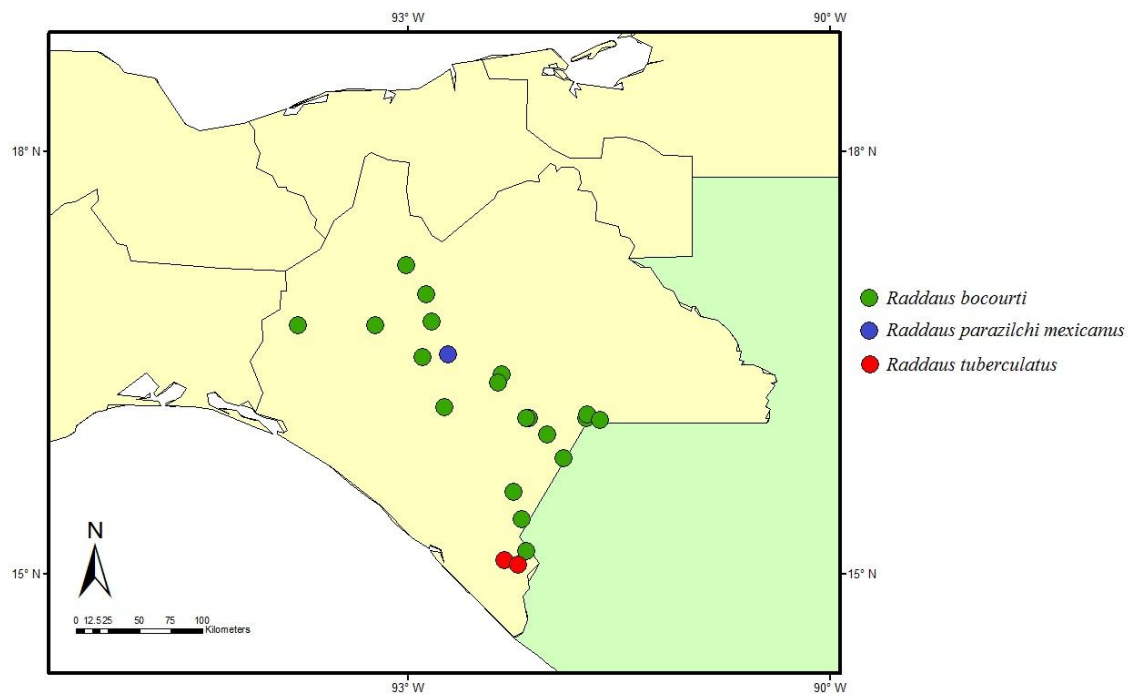 93° W 90° W
18° N 18° N
Raddaus bocourti
Raddaus parazilchi mexicanus
Raddaus tuberculatus
N
15° N 15° N
0 12.5 25 50 75 100
Kilometers
93° W 90° W